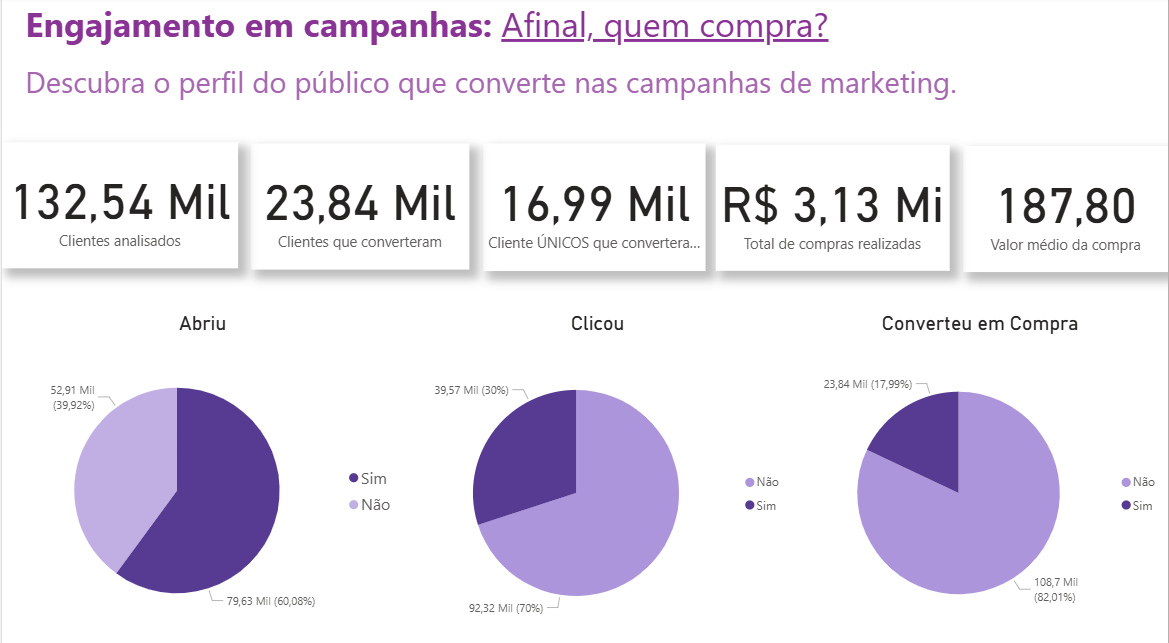 Engajamento em campanhas: Afinal, quem compra?
Descubra o perfil do público que converte nas campanhas de marketing.
132,54 Mil
Clientes analisados
23,84 Mil
Clientes que converteram
16,99 Mil
Cliente ÚNICOS que convertera...
R$ 3,13 Mi
Total de compras realizadas
187,80
Valor médio da compra
Abriu
52,91 Mil
(39,92%)
79,63 Mil (60,08%)
Sim
Não
Clicou
39,57 Mil (30%)
92,32 Mil (70%)
Não
Sim
Converteu em Compra
23,84 Mil (17,99%)
108,7 Mil
(82,01%)
Não
Sim